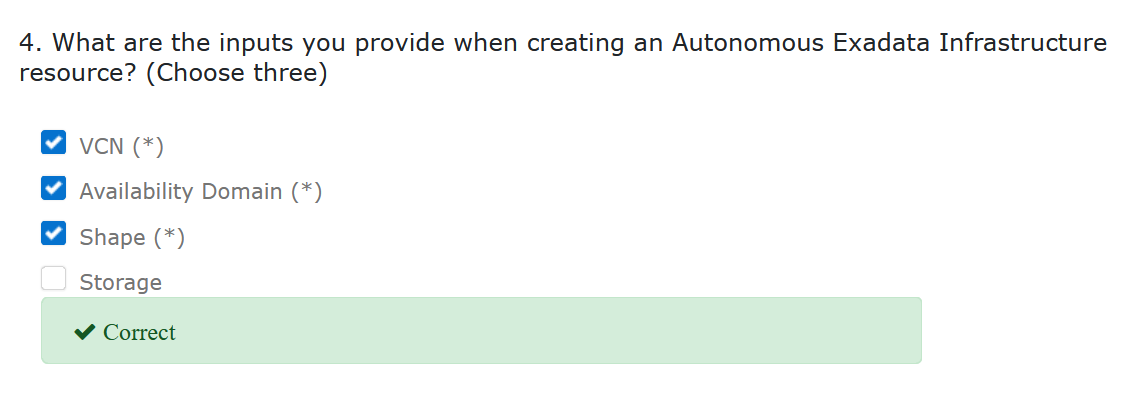 4. What are the inputs you provide when creating an Autonomous Exadata Infrastructure
resource? (Choose three)
VCN (*)
Availability Domain (*)
Shape (*)
Storage
Correct